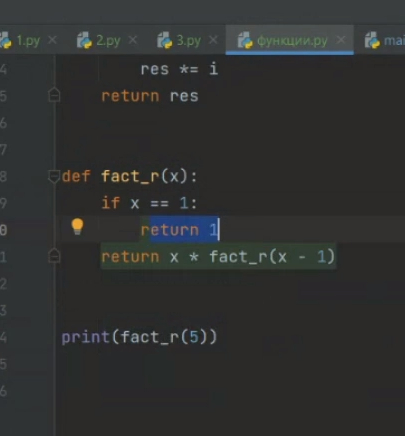 1.py 2.py 3.py функции.py mai
4 res *= i
5 return res
6
7
8 def fact_r(x):
9 if x == 1:
0 return 1
1 return x * fact_r(x - 1)
2
3
4 print(fact_r(5))
5
6